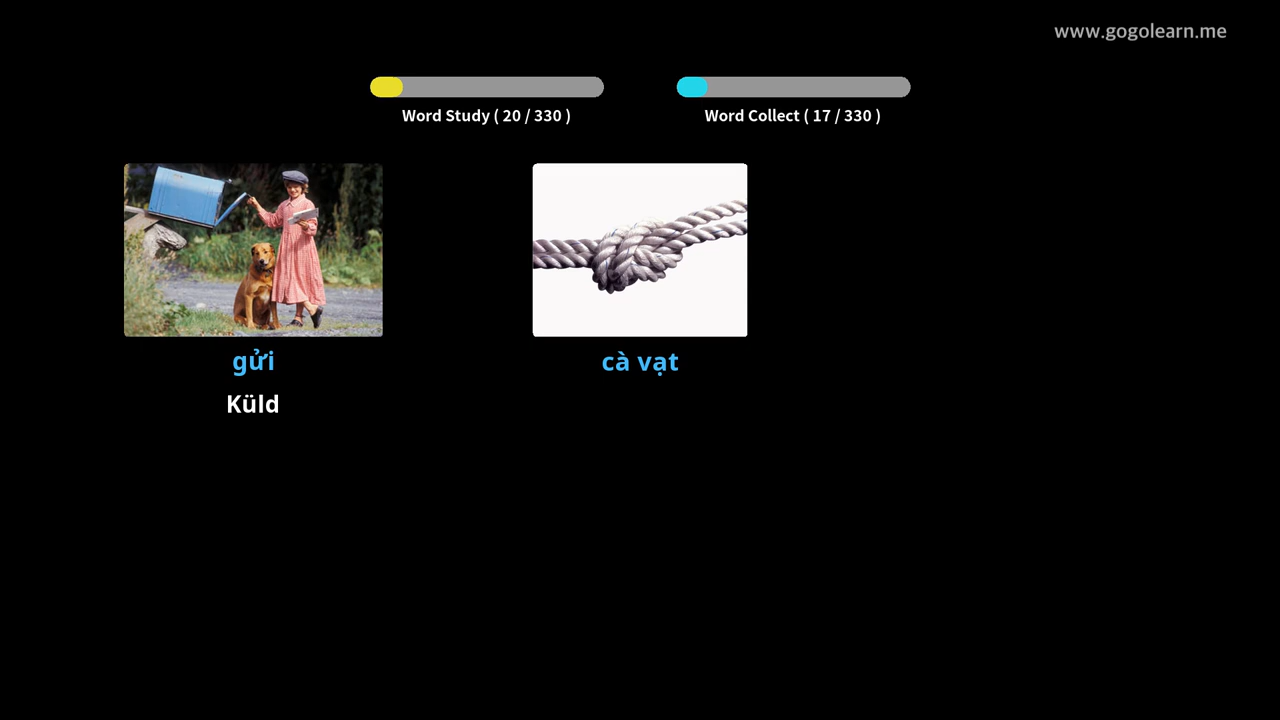 www.gogolearn.me
Word Study ( 20 / 330 )
Word Collect ( 17 / 330 )
gửi
cà vạt
Küld